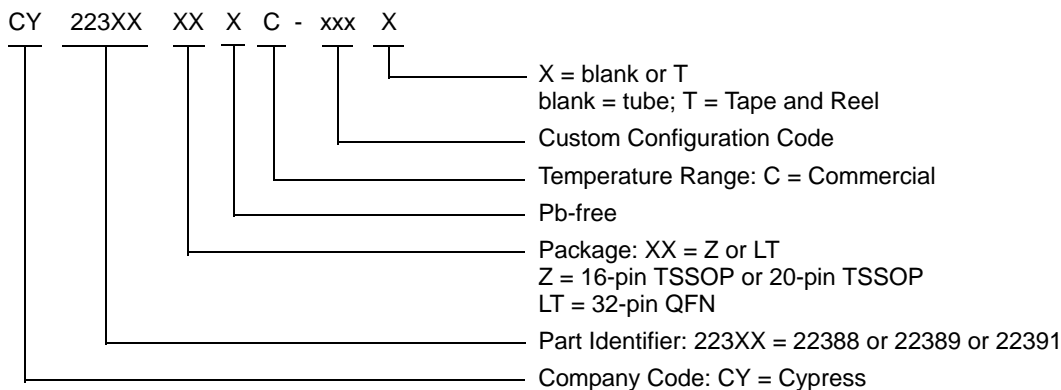 CY 223XX XX X C - xxx X
X = blank or T
blank = tube; T = Tape and Reel
Custom Configuration Code
Temperature Range: C = Commercial
Pb-free
Package: XX = Z or LT
Z = 16-pin TSSOP or 20-pin TSSOP
LT = 32-pin QFN
Part Identifier: 223XX = 22388 or 22389 or 22391
Company Code: CY = Cypress